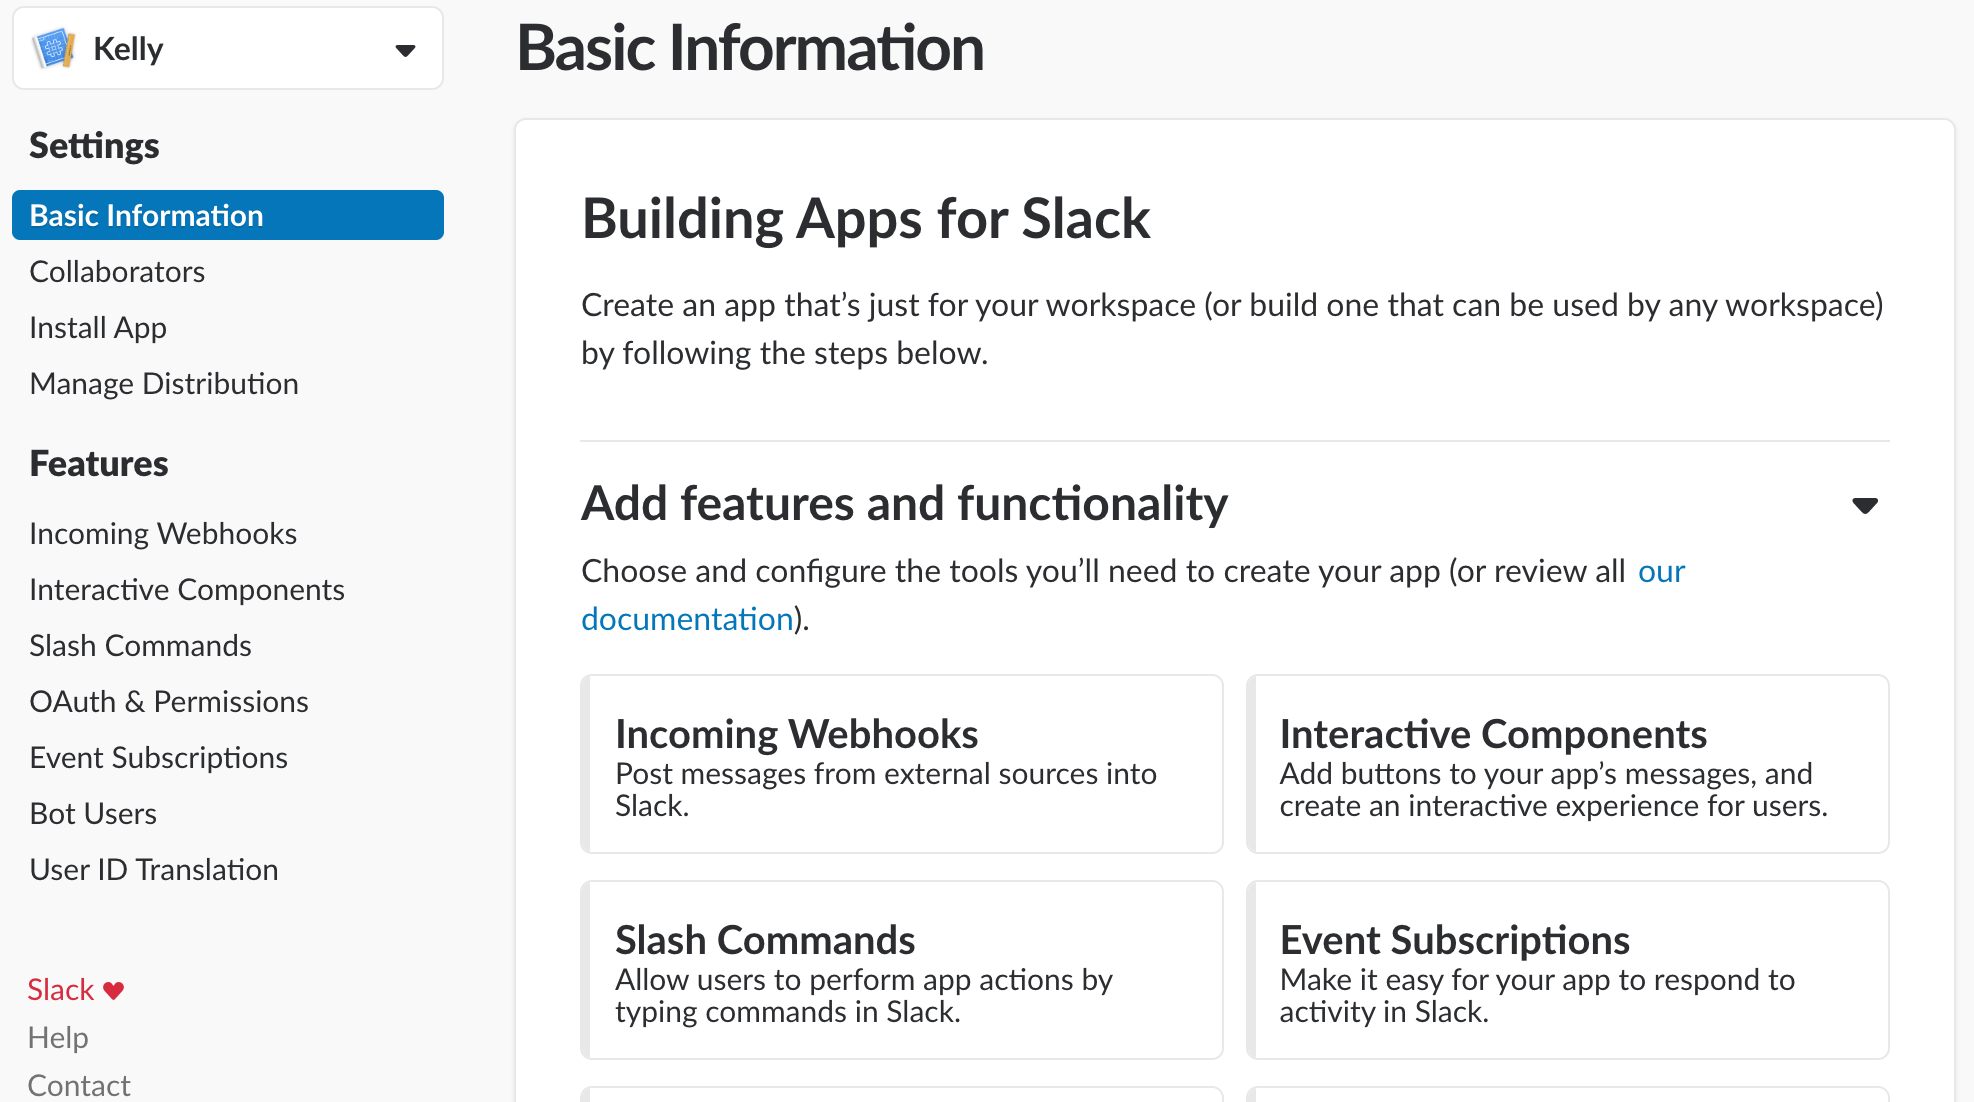 Kelly
Settings
Basic Information
Collaborators
Install App
Manage Distribution
Features
Incoming Webhooks
Interactive Components
Slash Commands
OAuth & Permissions
Event Subscriptions
Bot Users
User ID Translation
Slack ♥
Help
Contact
Basic Information
Building Apps for Slack
Create an app that’s just for your workspace (or build one that can be used by any workspace)
by following the steps below.
Add features and functionality
Choose and configure the tools you’ll need to create your app (or review all our
documentation).
Incoming Webhooks
Post messages from external sources into
Slack.
Interactive Components
Add buttons to your app’s messages, and
create an interactive experience for users.
Slash Commands
Allow users to perform app actions by
typing commands in Slack.
Event Subscriptions
Make it easy for your app to respond to
activity in Slack.